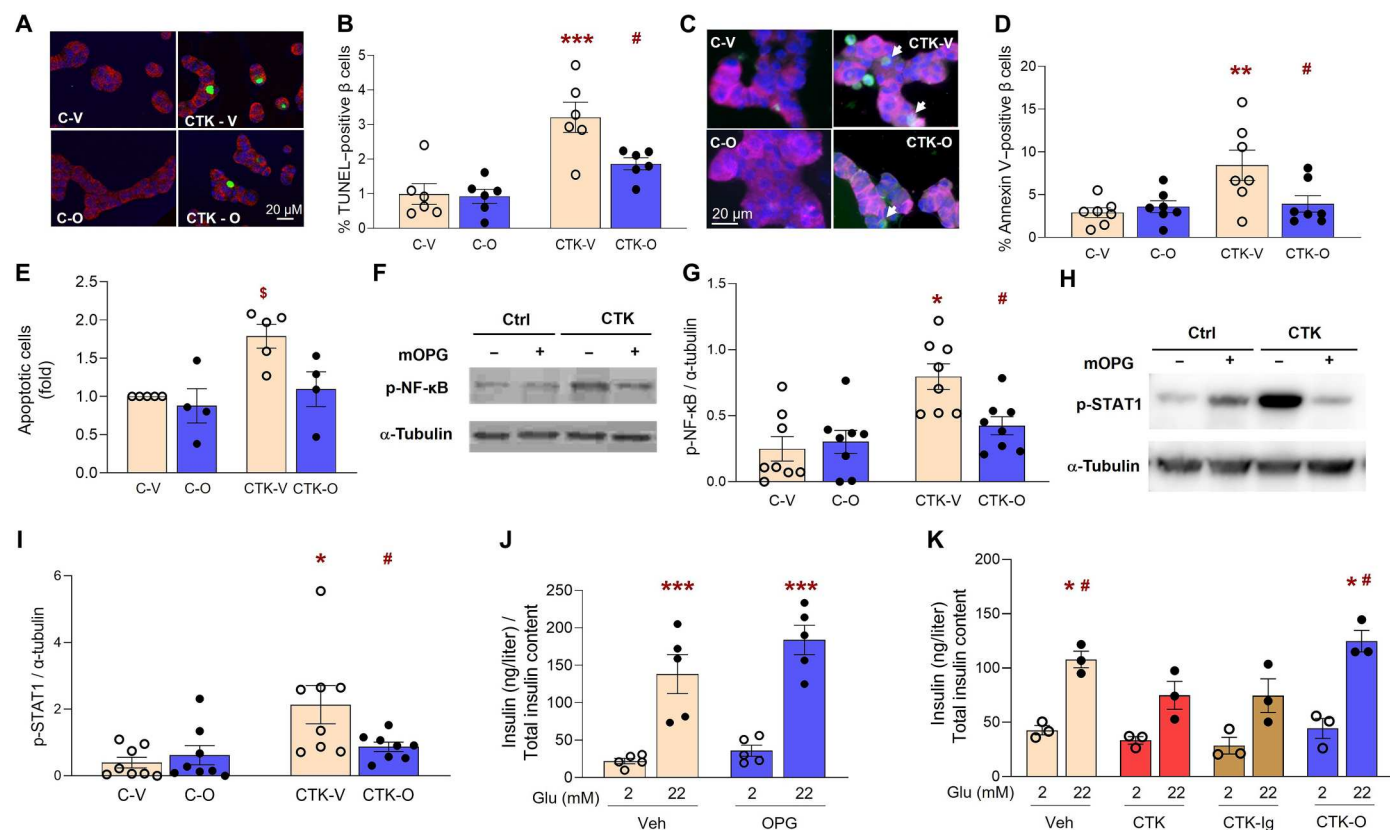 A
C-V
CTK - V
C-O
CTK - O
20 µM
B
% TUNEL–positive β cells
5
4
3
2
1
0
***
#
C-V
C-O
CTK-V
CTK-O
C
C-V
CTK-V
C-O
CTK-O
20 µm
D
% Annexin V–positive β cells
20
15
10
5
0
**
#
C-V
C-O
CTK-V
CTK-O
E
Apoptotic cells
(fold)
2.5
2.0
1.5
1.0
0.5
0.0
$
C-V
C-O
CTK-V
CTK-O
F
Ctrl
CTK
mOPG
–
+
–
+
p-NF-κB
α-Tubulin
G
p-NF-κB / α-tubulin
1.5
1.0
0.5
0.0
*
#
C-V
C-O
CTK-V
CTK-O
H
Ctrl
CTK
mOPG
–
+
–
+
p-STAT1
α-Tubulin
I
p-STAT1 / α-tubulin
6
4
2
0
*
#
C-V
C-O
CTK-V
CTK-O
J
Insulin (ng/liter) /
Total insulin content
250
200
150
100
50
0
***
***
Glu (mM)
2
22
2
22
Veh
OPG
K
Insulin (ng/liter) /
Total insulin content
200
150
100
50
0
* #
* #
Glu (mM)
2
22
2
22
2
22
2
22
Veh
CTK
CTK-Ig
CTK-O